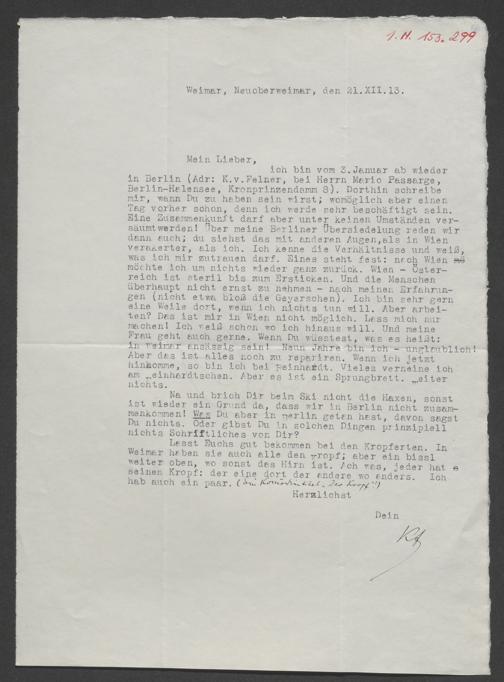 I.N. 153.299
Weimar, Neuoberweimar, den 21.XII.13.
Mein Lieber,
ich bin vom 3.Januar ab wieder
in Berlin (Adr: K.v.Felner, bei Herrn Mario Passarge,
Berlin-Halensee, Kronprinzendamm 8). Dorthin schreibe
mir, wann Du zu haben sein wirst; womöglich aber einen
Tag vorher schon, denn ich werde sehr beschäftigt sein.
Eine Zusammenkunft darf aber unter keinen Umständen ver-
säumt werden! Über meine Berliner Übersiedelung reden wir
dann auch; du siehst das mit anderen Augen, als in Wien
verankerter, als ich. Ich kenne die Verhältnisse und weiß,
was ich mir zutrauen darf. Eines steht fest: nach Wien
möchte ich um nichts wieder ganz zurück. Wien - Öster-
reich ist steril bis zum Ersticken. Und die Menschen
überhaupt nicht ernst zu nehmen - nach meinen Erfahrun-
gen (nicht etwa bloß die Geyerschen). Ich bin sehr gern
eine Weile dort, wenn ich nichts tun will. Aber arbei-
ten? Das ist mir in Wien nicht möglich. Lass mich nur
machen! Ich weiß schon wo ich hinaus will. Und meine
Frau geht auch gerne. Wenn Du wüsstest, was es heißt:
in Weimar ansässig sein! Neun Jahre bin ich - unglaublich!
Aber das ist alles noch zu repariren. Wenn ich jetzt
hinkomme, so bin ich bei Reinhardt. Vieles verneine ich
am _einhardtschen. Aber es ist ein Sprungbrett. _eiter
nichts.
Na und brich Dir beim Ski nicht die Haxen, sonst
ist wieder ein Grund da, dass wir in Berlin nicht zusam-
menkommen! Was Du aber in Berlin getan hast, davon sagst
Du nichts. Oder gibst Du in solchen Dingen prinzipiell
nichts Schriftliches von Dir?
Lasst Euchs gut bekommen bei den Kropferten. In
Weimar haben sie auch alle den Kropf; aber ein bissl
weiter oben, wo sonst das Hirn ist. Ach was, jeder hat
seinen Kropf: der eine dort der andere wo anders. Ich
hab auch ein paar. ("Der Kropf")
Herzlichst
Dein